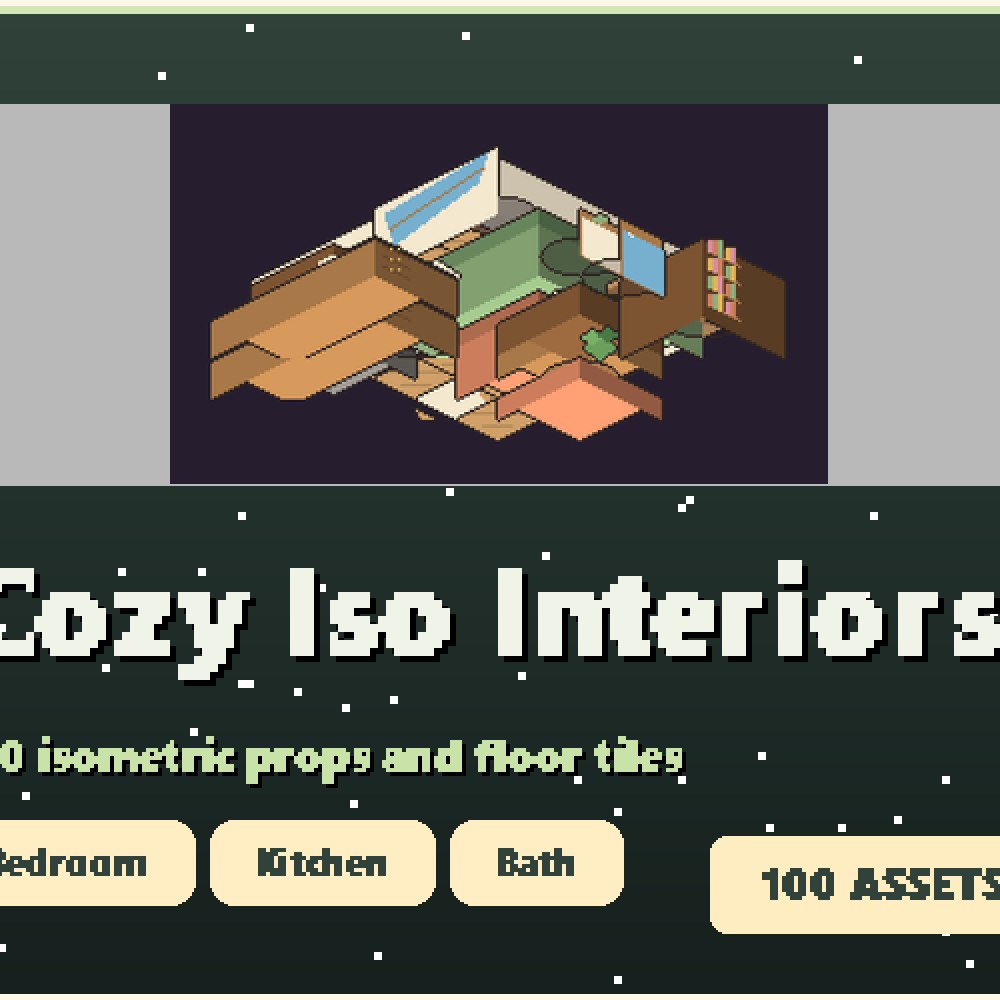 Cozy Iso Interiors
0 isometric props and floor tiles
Bedroom
Kitchen
Bath
100 ASSETS